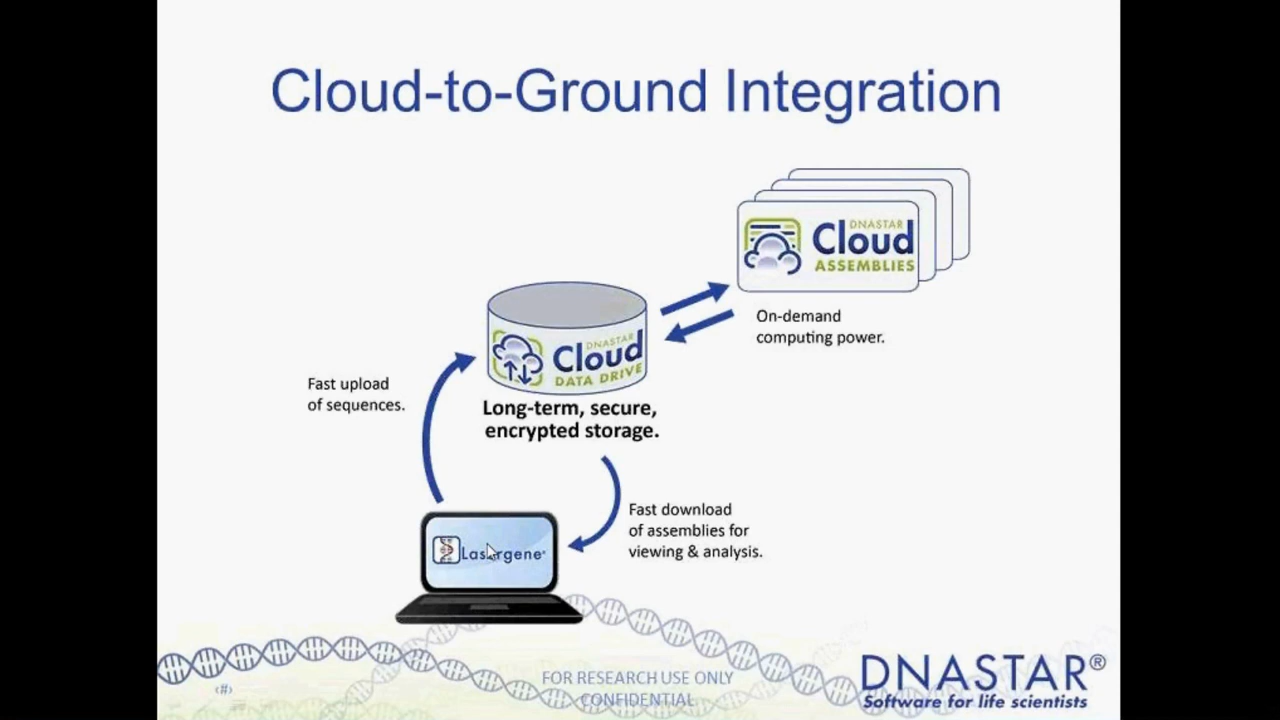 Cloud-to-Ground Integration
DNASTAR
Cloud
ASSEMBLIES
On-demand
computing power.
DNASTAR
Cloud
DATA DRIVE
Fast upload
of sequences.
Long-term, secure,
encrypted storage.
Fast download
of assemblies for
viewing & analysis.
Lasergene®
FOR RESEARCH USE ONLY
CONFIDENTIAL
‹#›
DNASTAR®
Software for life scientists